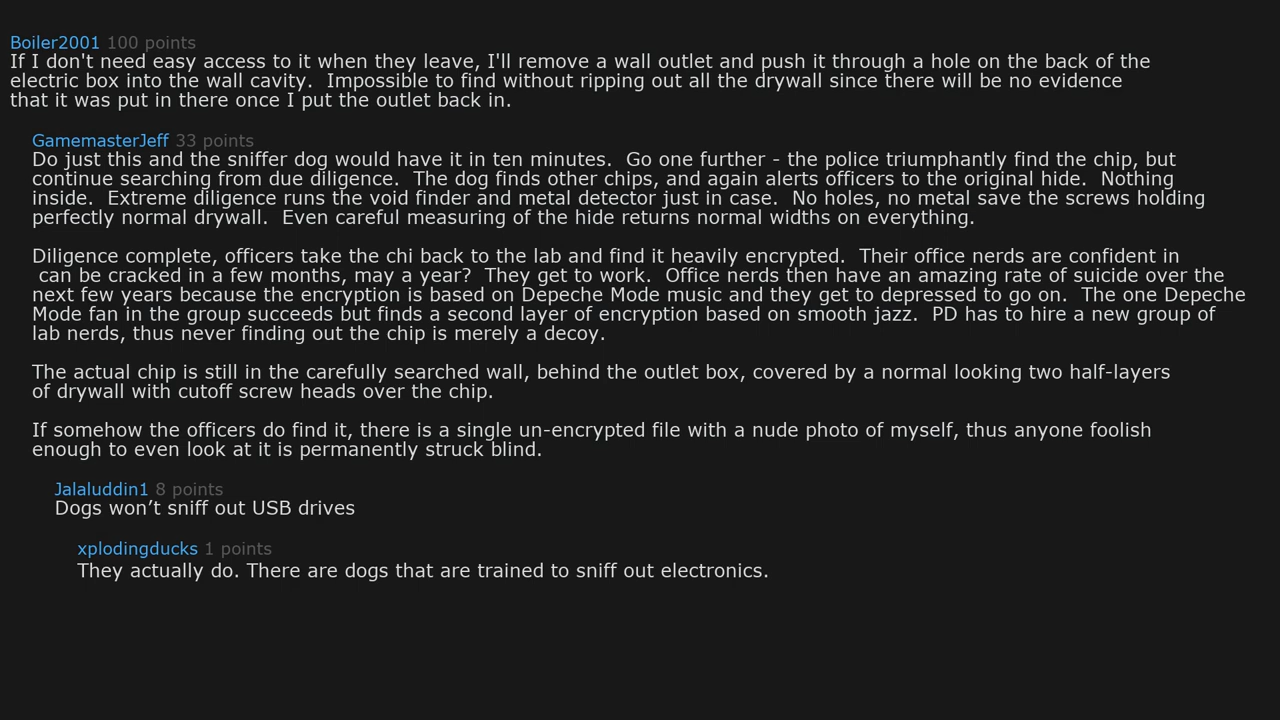 Boiler2001 100 points
If I don't need easy access to it when they leave, I'll remove a wall outlet and push it through a hole on the back of the
electric box into the wall cavity.  Impossible to find without ripping out all the drywall since there will be no evidence
that it was put in there once I put the outlet back in.
GamemasterJeff 33 points
Do just this and the sniffer dog would have it in ten minutes.  Go one further - the police triumphantly find the chip, but
continue searching from due diligence.  The dog finds other chips, and again alerts officers to the original hide.  Nothing
inside.  Extreme diligence runs the void finder and metal detector just in case.  No holes, no metal save the screws holding
perfectly normal drywall.  Even careful measuring of the hide returns normal widths on everything.
Diligence complete, officers take the chi back to the lab and find it heavily encrypted.  Their office nerds are confident in
can be cracked in a few months, may a year?  They get to work.  Office nerds then have an amazing rate of suicide over the
next few years because the encryption is based on Depeche Mode music and they get to depressed to go on.  The one Depeche
Mode fan in the group succeeds but finds a second layer of encryption based on smooth jazz.  PD has to hire a new group of
lab nerds, thus never finding out the chip is merely a decoy.
The actual chip is still in the carefully searched wall, behind the outlet box, covered by a normal looking two half-layers
of drywall with cutoff screw heads over the chip.
If somehow the officers do find it, there is a single un-encrypted file with a nude photo of myself, thus anyone foolish
enough to even look at it is permanently struck blind.
Jalaluddin1 8 points
Dogs won’t sniff out USB drives
xplodingducks 1 points
They actually do. There are dogs that are trained to sniff out electronics.